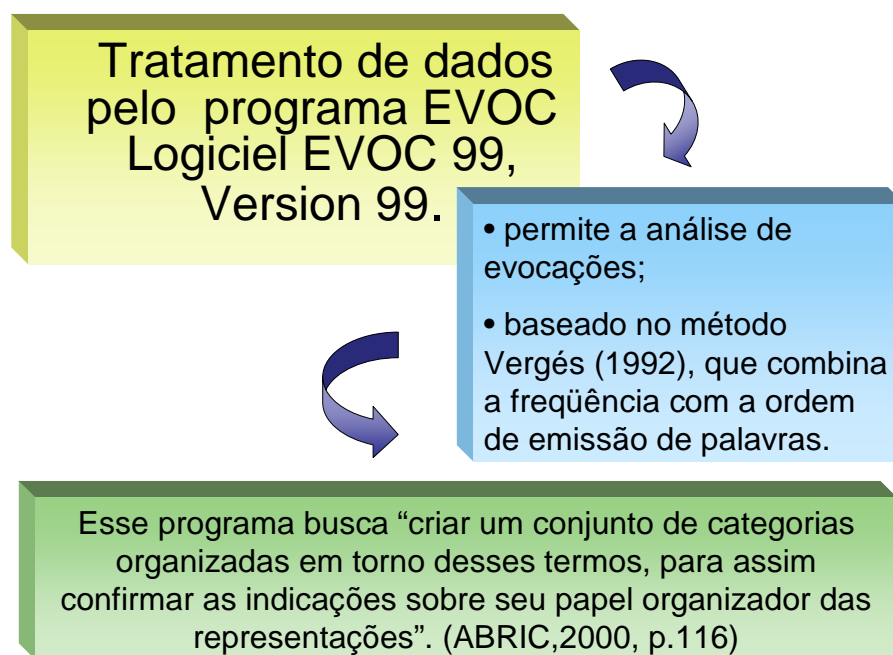 Tratamento de dados
pelo  programa EVOC
Logiciel EVOC 99,
Version 99.
• permite a análise de
evocações;
• baseado no método
Vergés (1992), que combina
a freqüência com a ordem
de emissão de palavras.
Esse programa busca “criar um conjunto de categorias
organizadas em torno desses termos, para assim
confirmar as indicações sobre seu papel organizador das
representações”. (ABRIC,2000, p.116)